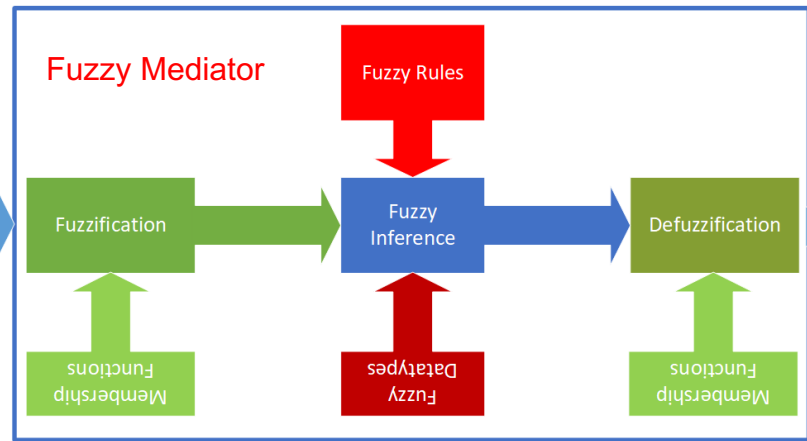 Fuzzy Mediator
Fuzzy Rules
Fuzzification
Fuzzy
Inference
Defuzzification
Membership
Functions
Fuzzy
Datatypes
Membership
Functions